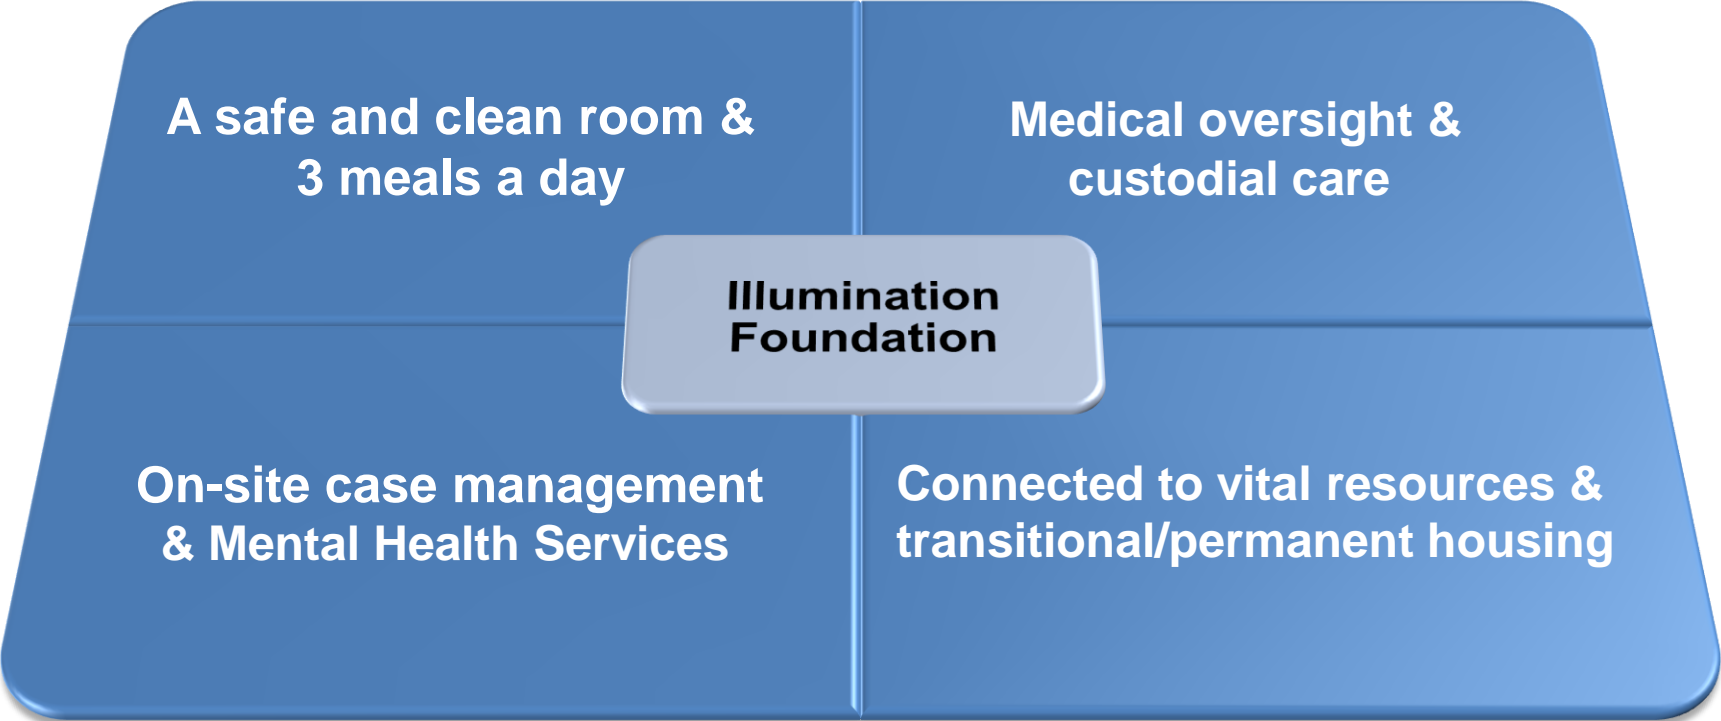 A safe and clean room &
3 meals a day
Medical oversight &
custodial care
Illumination
Foundation
On-site case management
& Mental Health Services
Connected to vital resources &
transitional/permanent housing